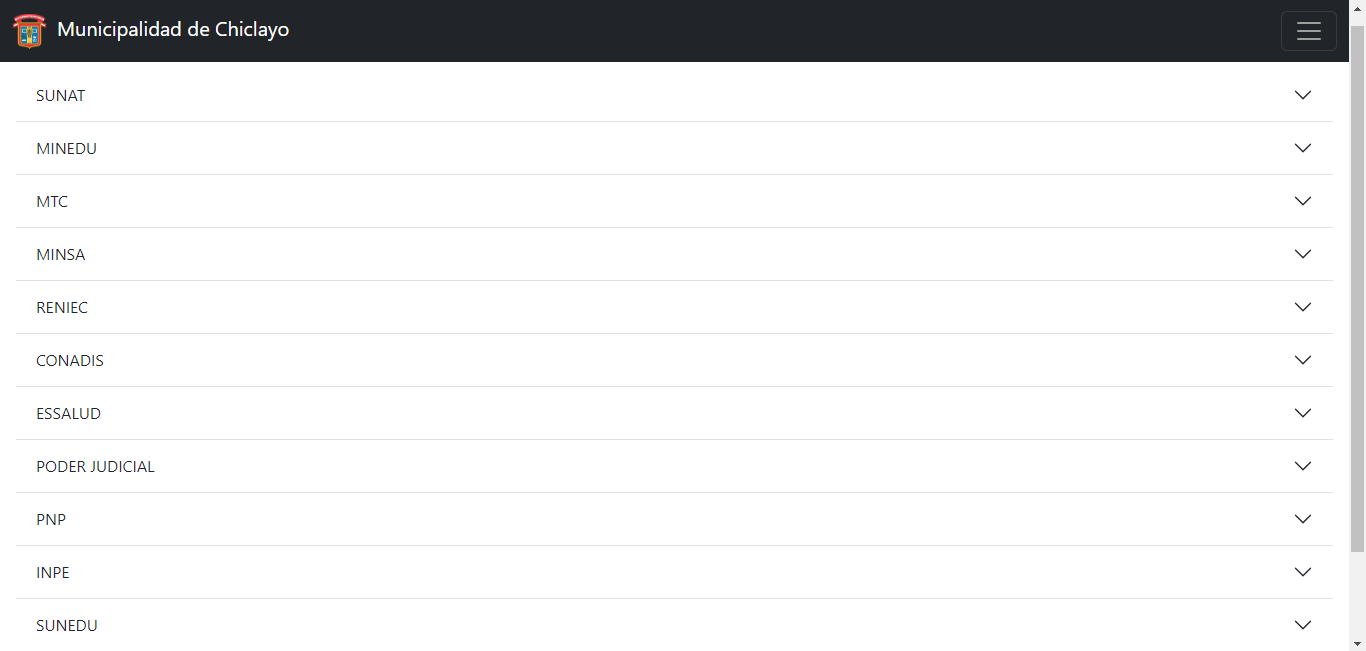 Municipalidad de Chiclayo
SUNAT
MINEDU
MTC
MINSA
RENIEC
CONADIS
ESSALUD
PODER JUDICIAL
PNP
INPE
SUNEDU